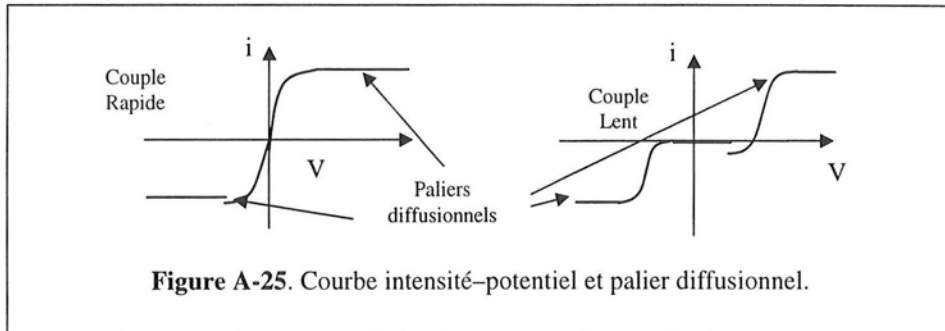 i
Couple
Rapide
V
i
Couple
Lent
V
Paliers
diffusionnels
Figure A-25. Courbe intensité–potentiel et palier diffusionnel.